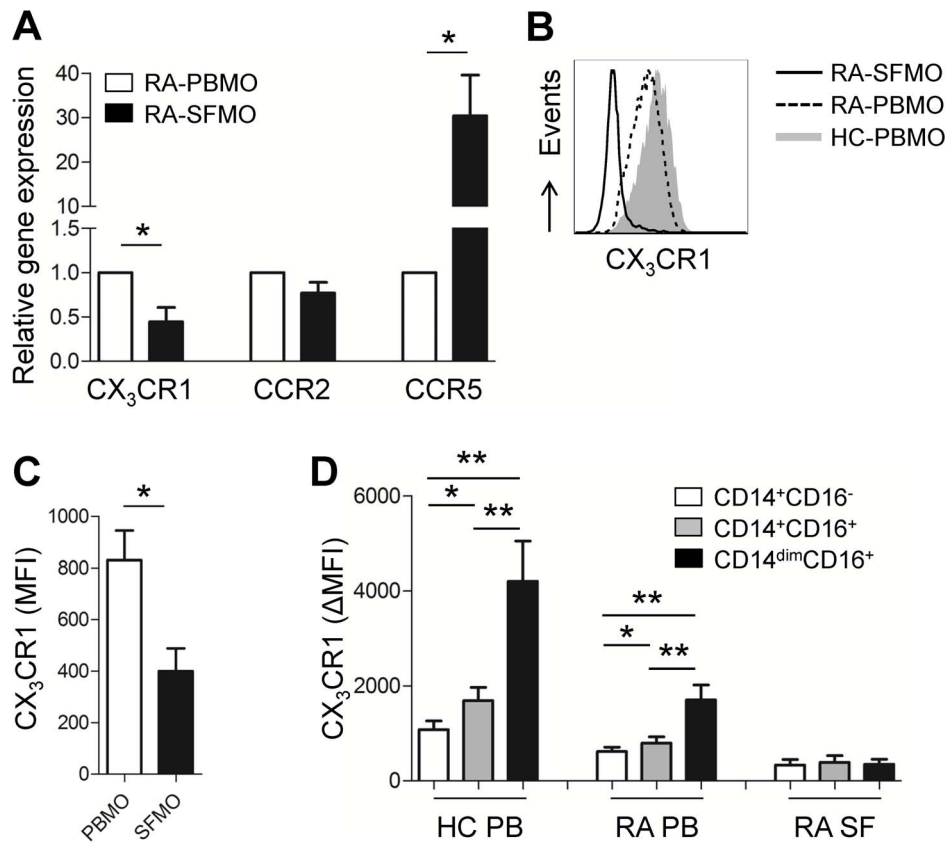 A
Relative gene expression
40
30
20
10
1.5
1.0
0.5
0.0
RA-PBMO
RA-SFMO
*
*
CX₃CR1
CCR2
CCR5
B
Events
CX₃CR1
RA-SFMO
RA-PBMO
HC-PBMO
C
CX₃CR1 (MFI)
1000
800
600
400
200
0
*
PBMO
SFMO
D
CX₃CR1 (ΔMFI)
6000
4000
2000
0
**
*
**
**
*
**
CD14⁺CD16⁻
CD14⁺CD16⁺
CD14ᵈⁱᵐCD16⁺
HC PB
RA PB
RA SF